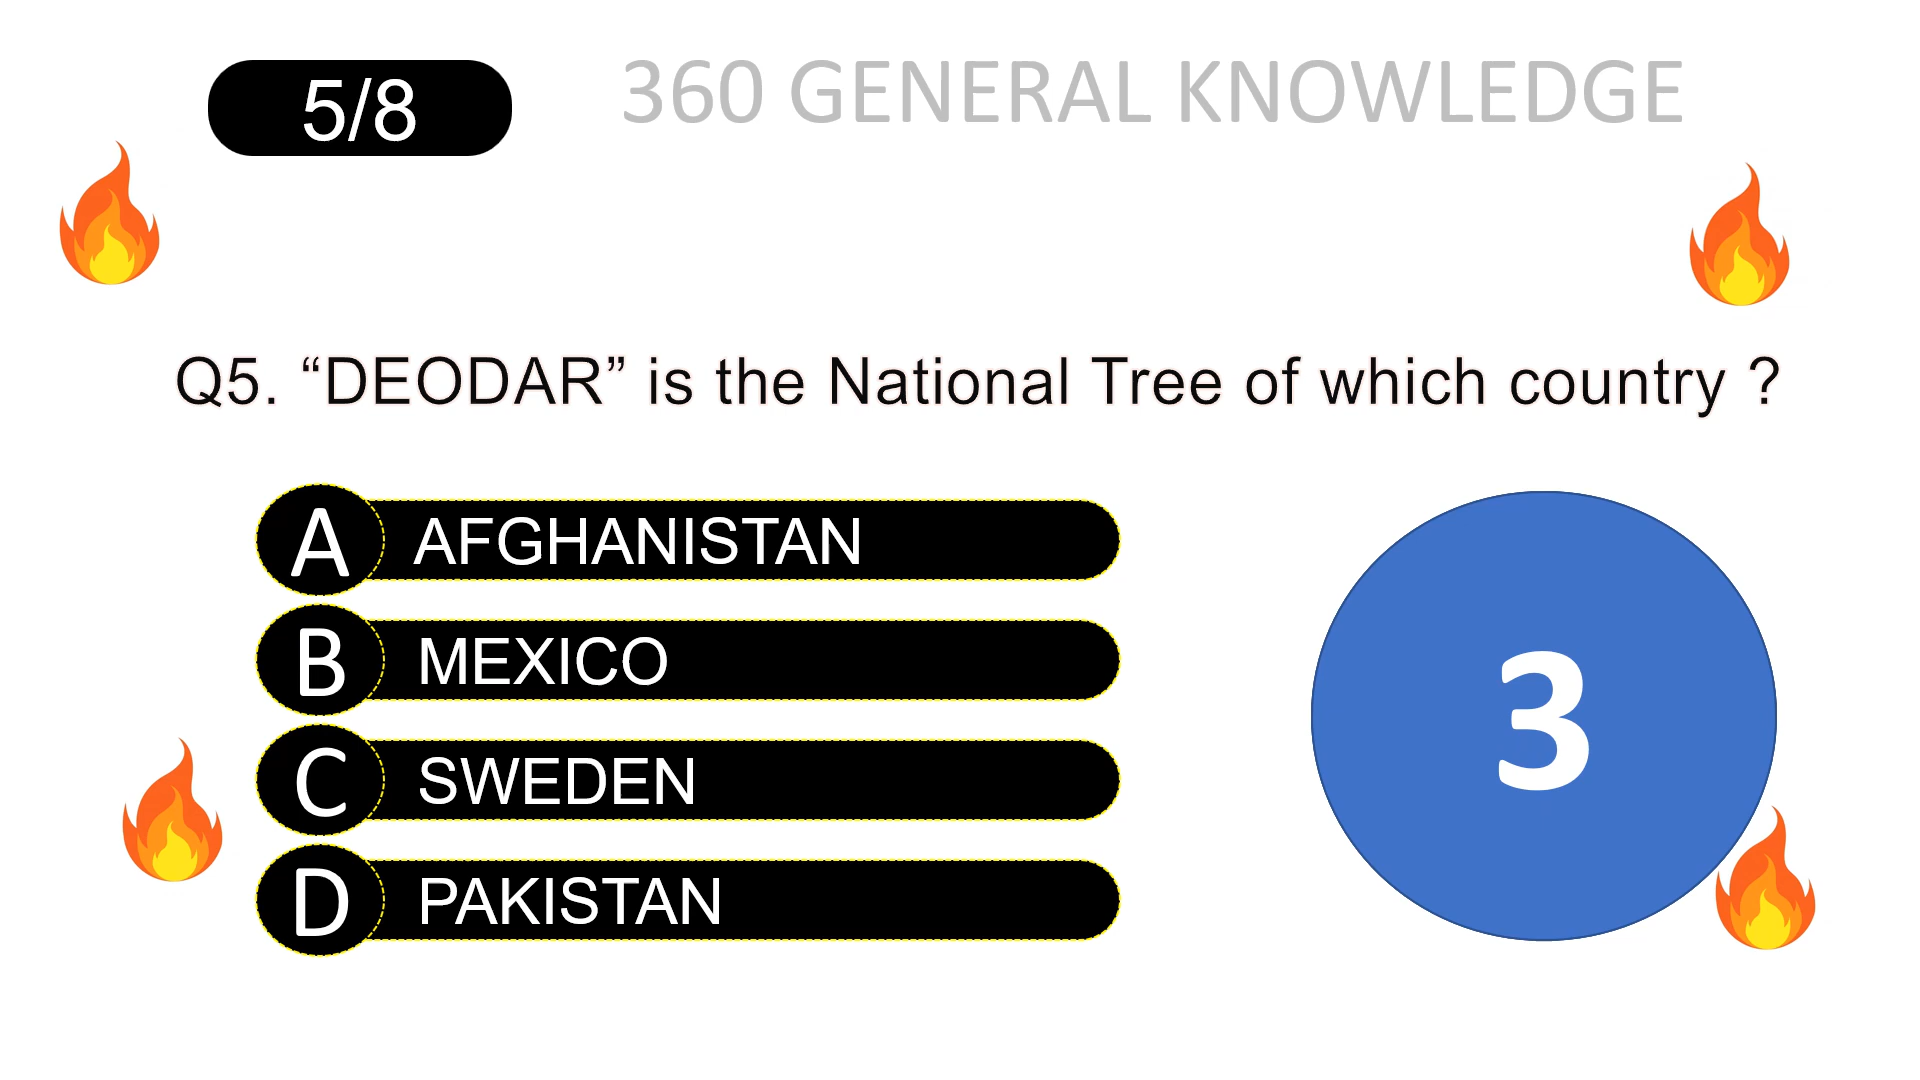 5/8
360 GENERAL KNOWLEDGE
Q5. “DEODAR” is the National Tree of which country ?
A AFGHANISTAN
B MEXICO
C SWEDEN
D PAKISTAN
3